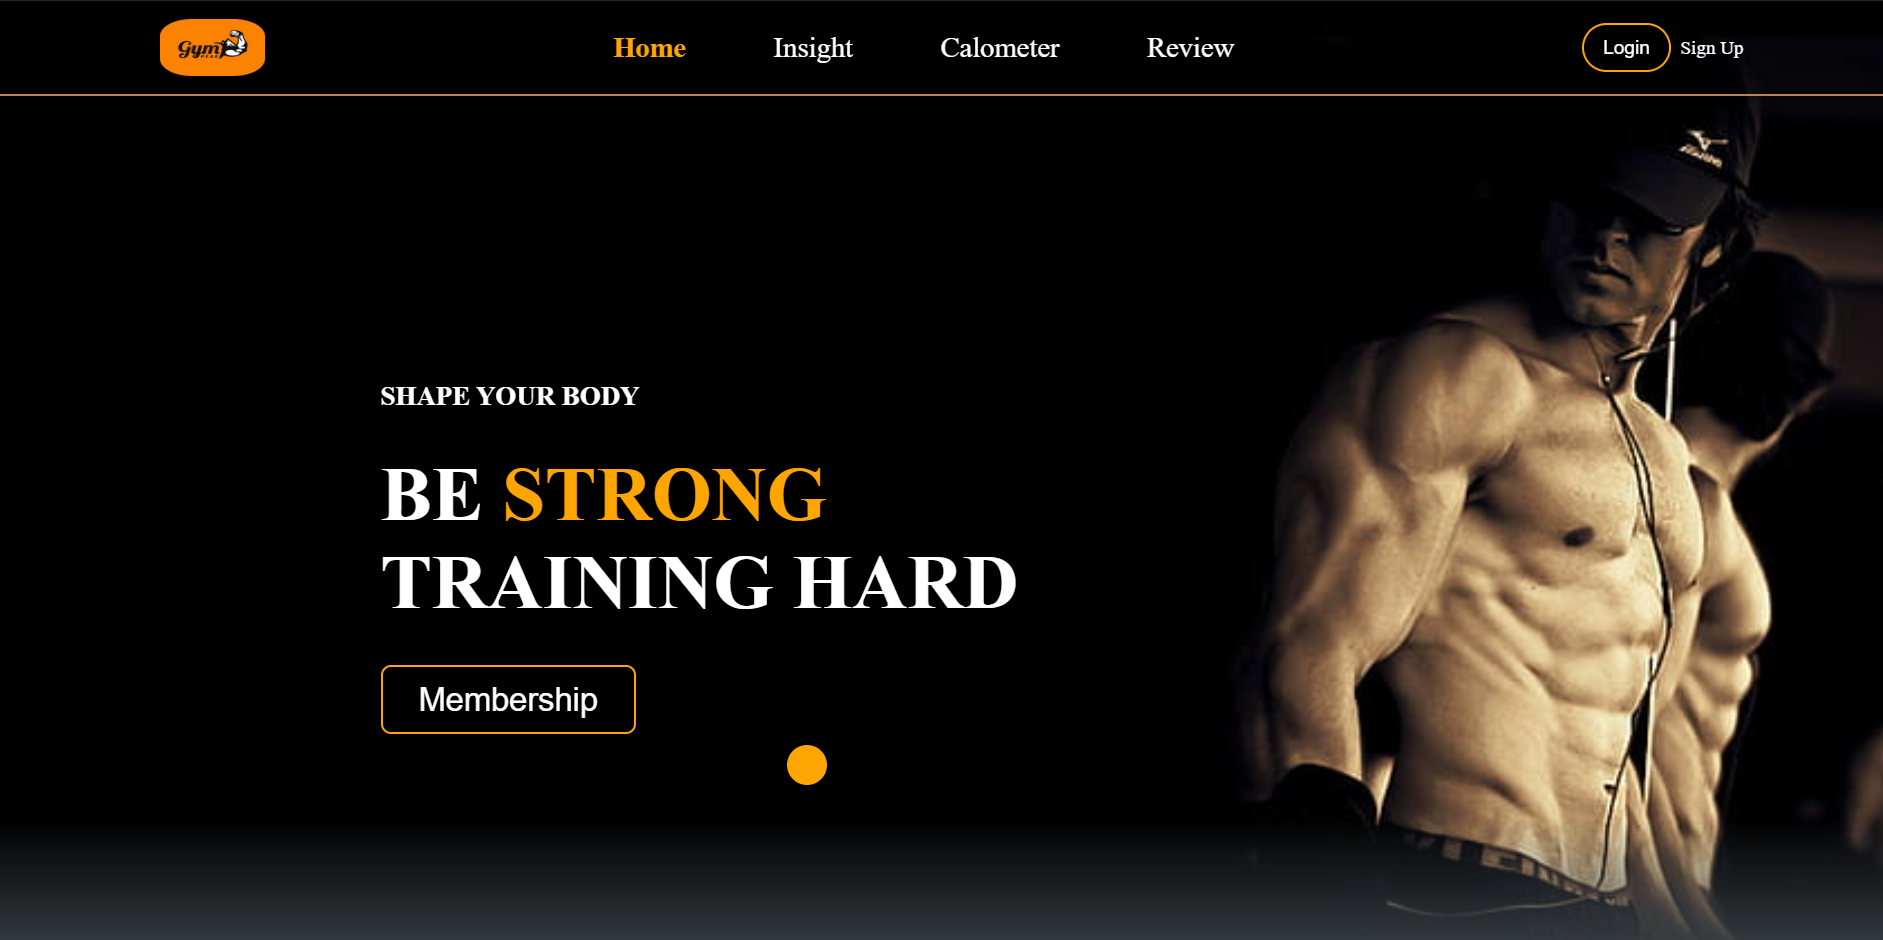 Gym
Home
Insight
Calometer
Review
Login
Sign Up
SHAPE YOUR BODY
BE STRONG
TRAINING HARD
Membership